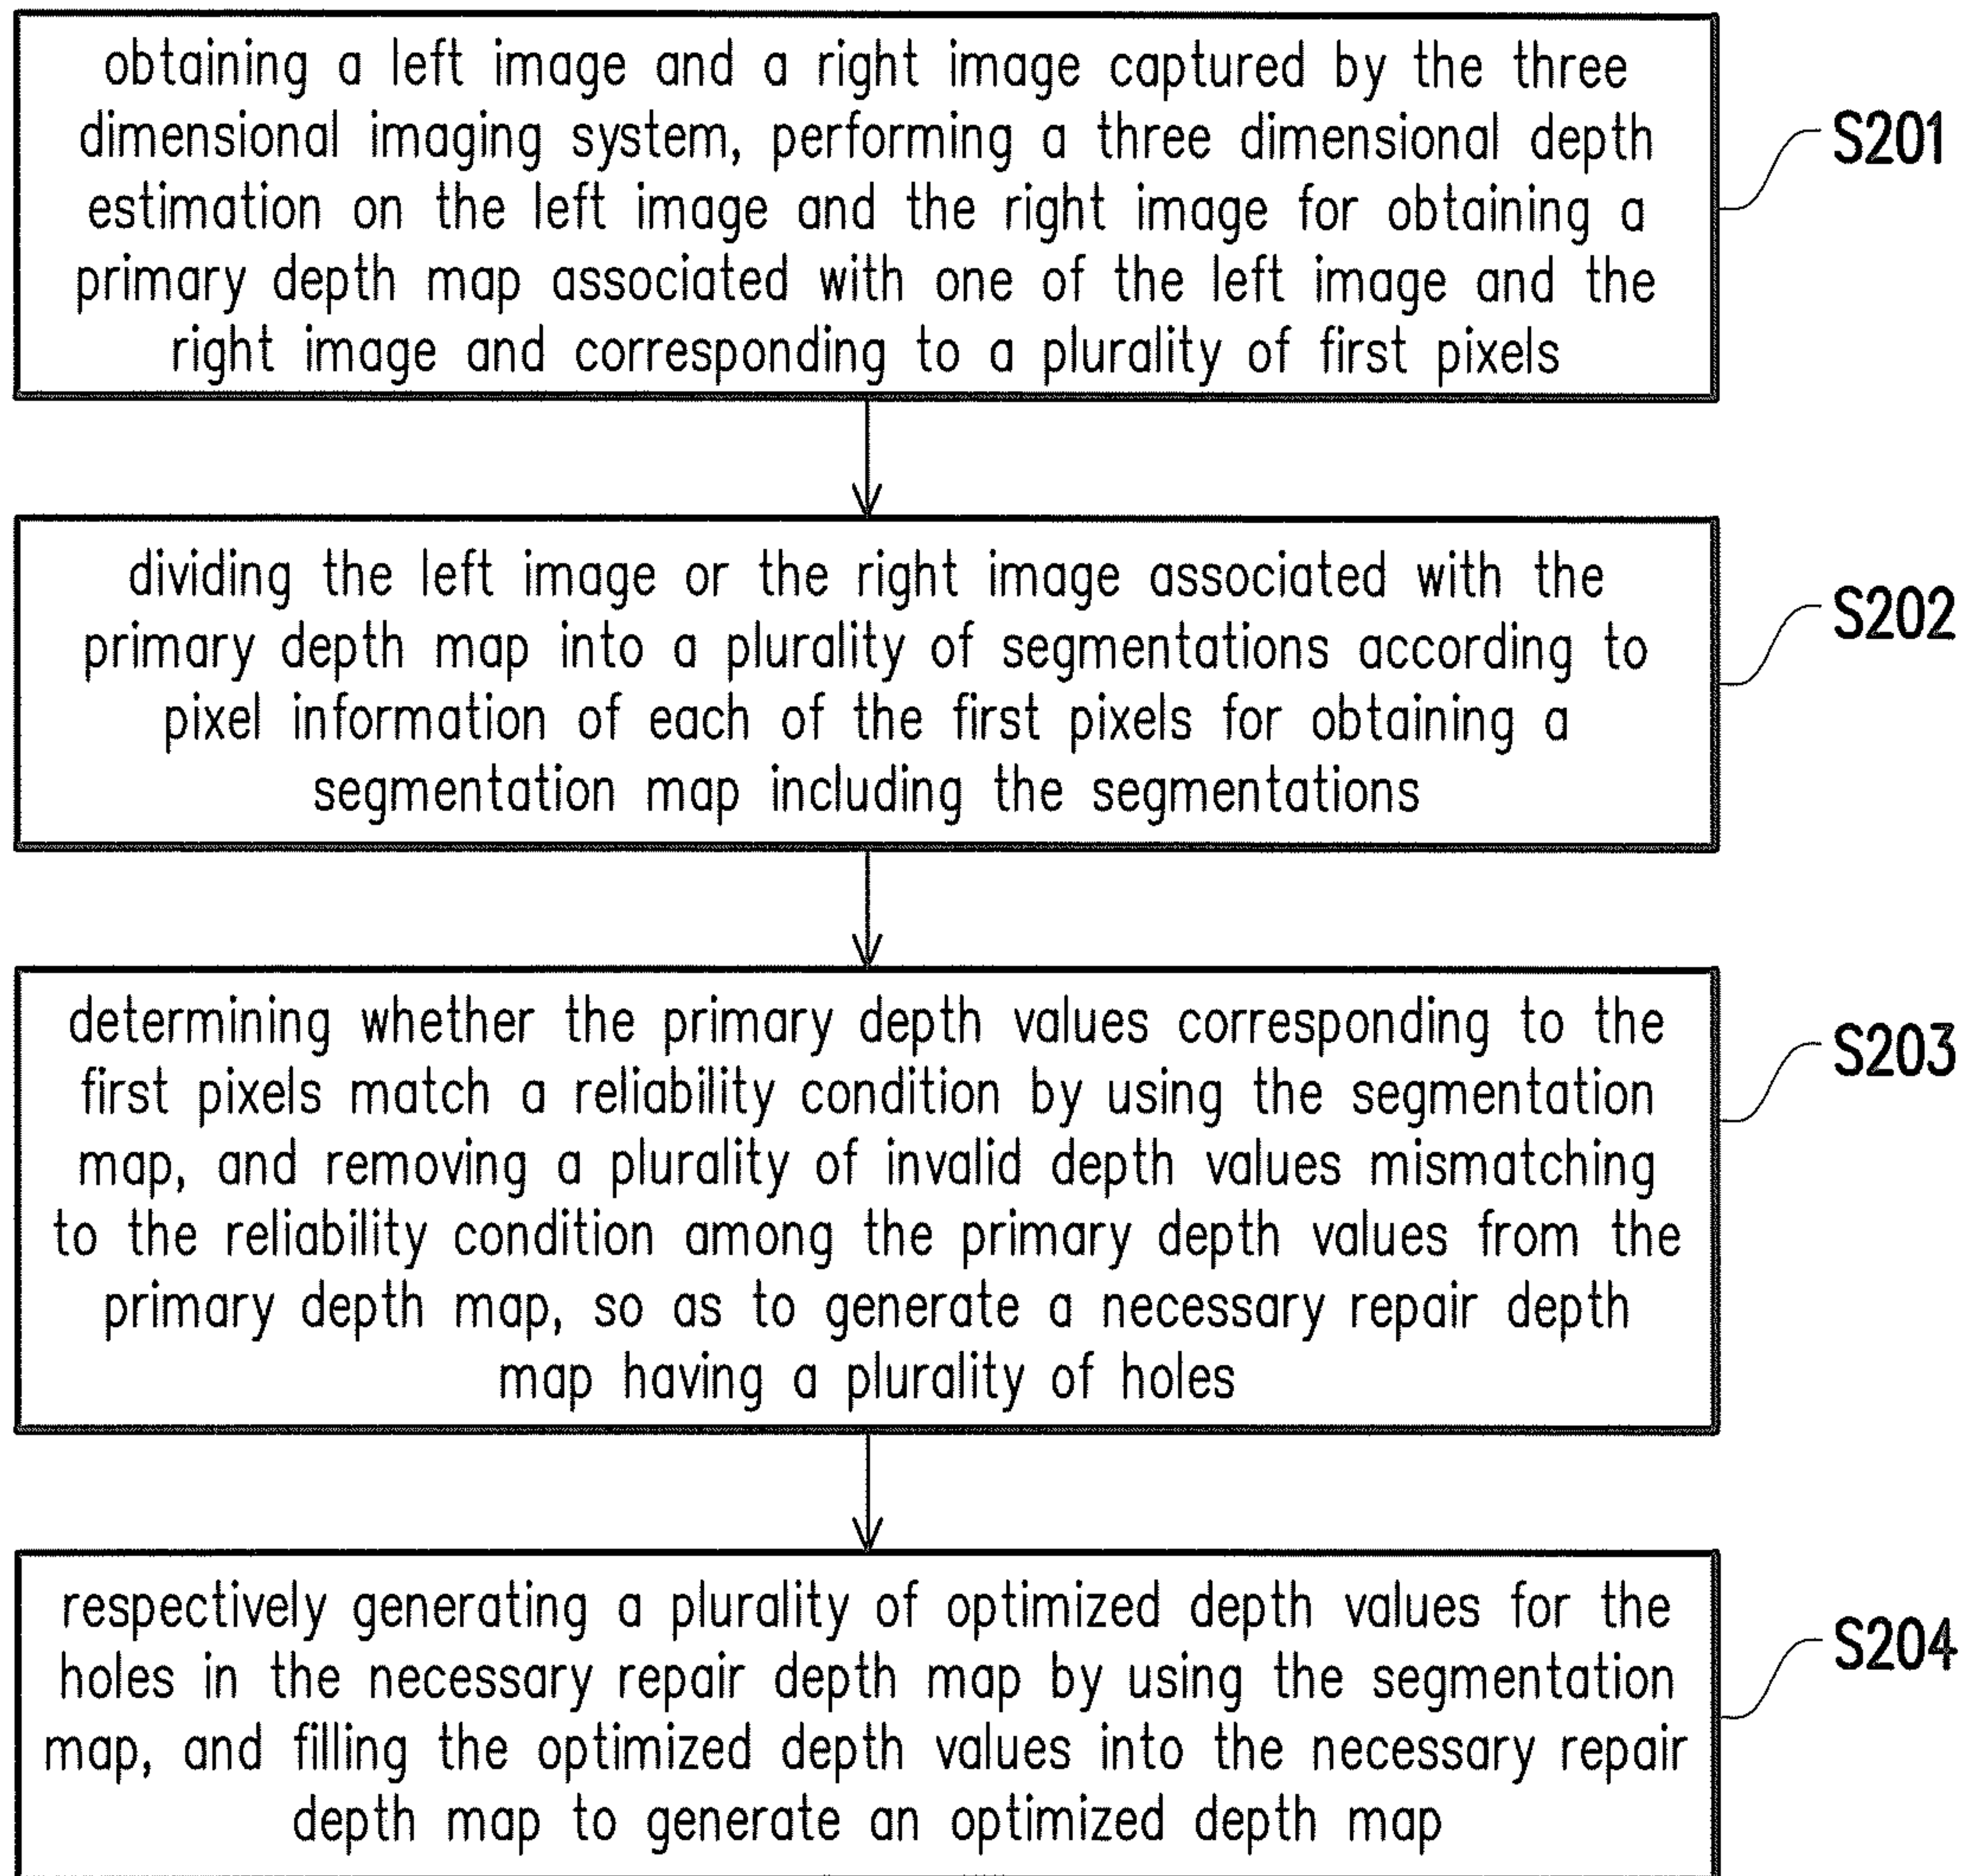 obtaining a left image and a right image captured by the three
dimensional imaging system, performing a three dimensional depth
estimation on the left image and the right image for obtaining a
primary depth map associated with one of the left image and the
right image and corresponding to a plurality of first pixels
S201
dividing the left image or the right image associated with the
primary depth map into a plurality of segmentations according to
pixel information of each of the first pixels for obtaining a
segmentation map including the segmentations
S202
determining whether the primary depth values corresponding to the
first pixels match a reliability condition by using the segmentation
map, and removing a plurality of invalid depth values mismatching
to the reliability condition among the primary depth values from the
primary depth map, so as to generate a necessary repair depth
map having a plurality of holes
S203
respectively generating a plurality of optimized depth values for the
holes in the necessary repair depth map by using the segmentation
map, and filling the optimized depth values into the necessary repair
depth map to generate an optimized depth map
S204